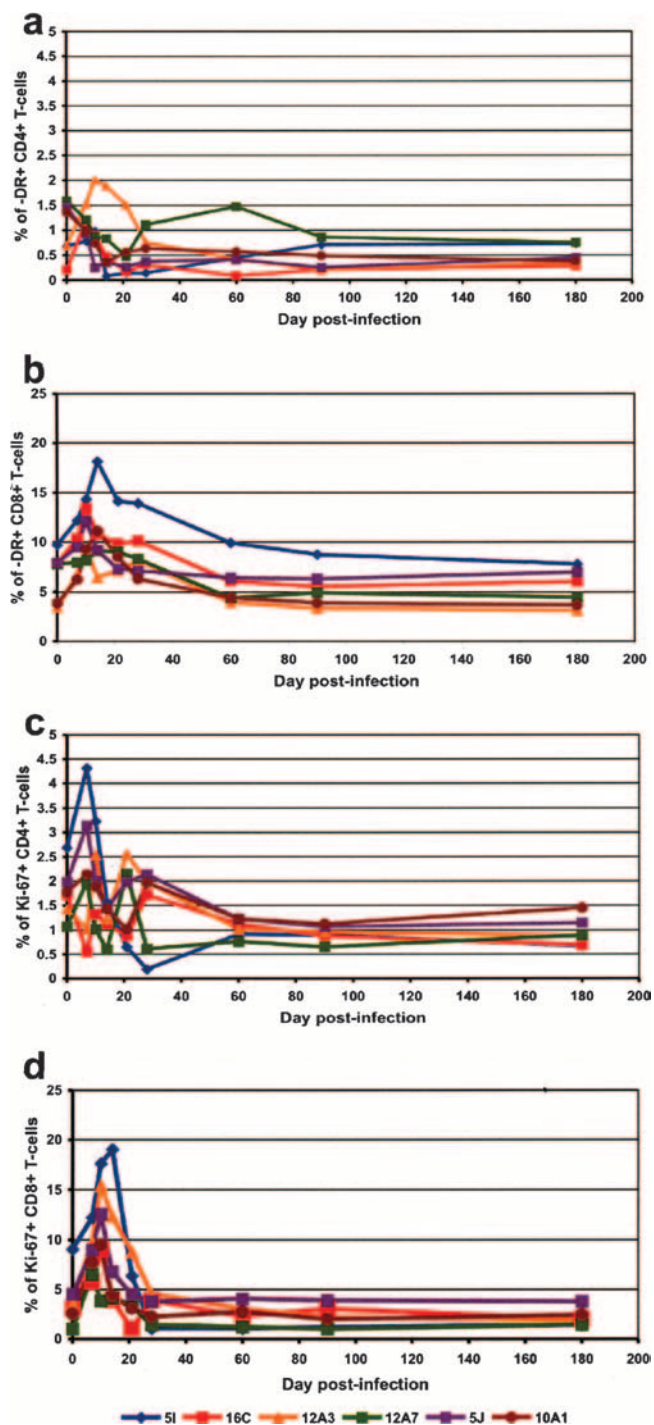 a
% of -DR+ CD4+ T-cells
5
4.5
4
3.5
3
2.5
2
1.5
1
0.5
0
0 20 40 60 80 100 120 140 160 180 200
Day post-infection
b
% of -DR+ CD8+ T-cells
25
20
15
10
5
0
0 20 40 60 80 100 120 140 160 180 200
Day post-infection
c
% of Ki-67+ CD4+ T-cells
5
4.5
4
3.5
3
2.5
2
1.5
1
0.5
0
0 20 40 60 80 100 120 140 160 180 200
Day post-infection
d
% of Ki-67+ CD8+ T-cells
25
20
15
10
5
0
0 20 40 60 80 100 120 140 160 180 200
Day post-infection
5I 16C 12A3 12A7 5J 10A1